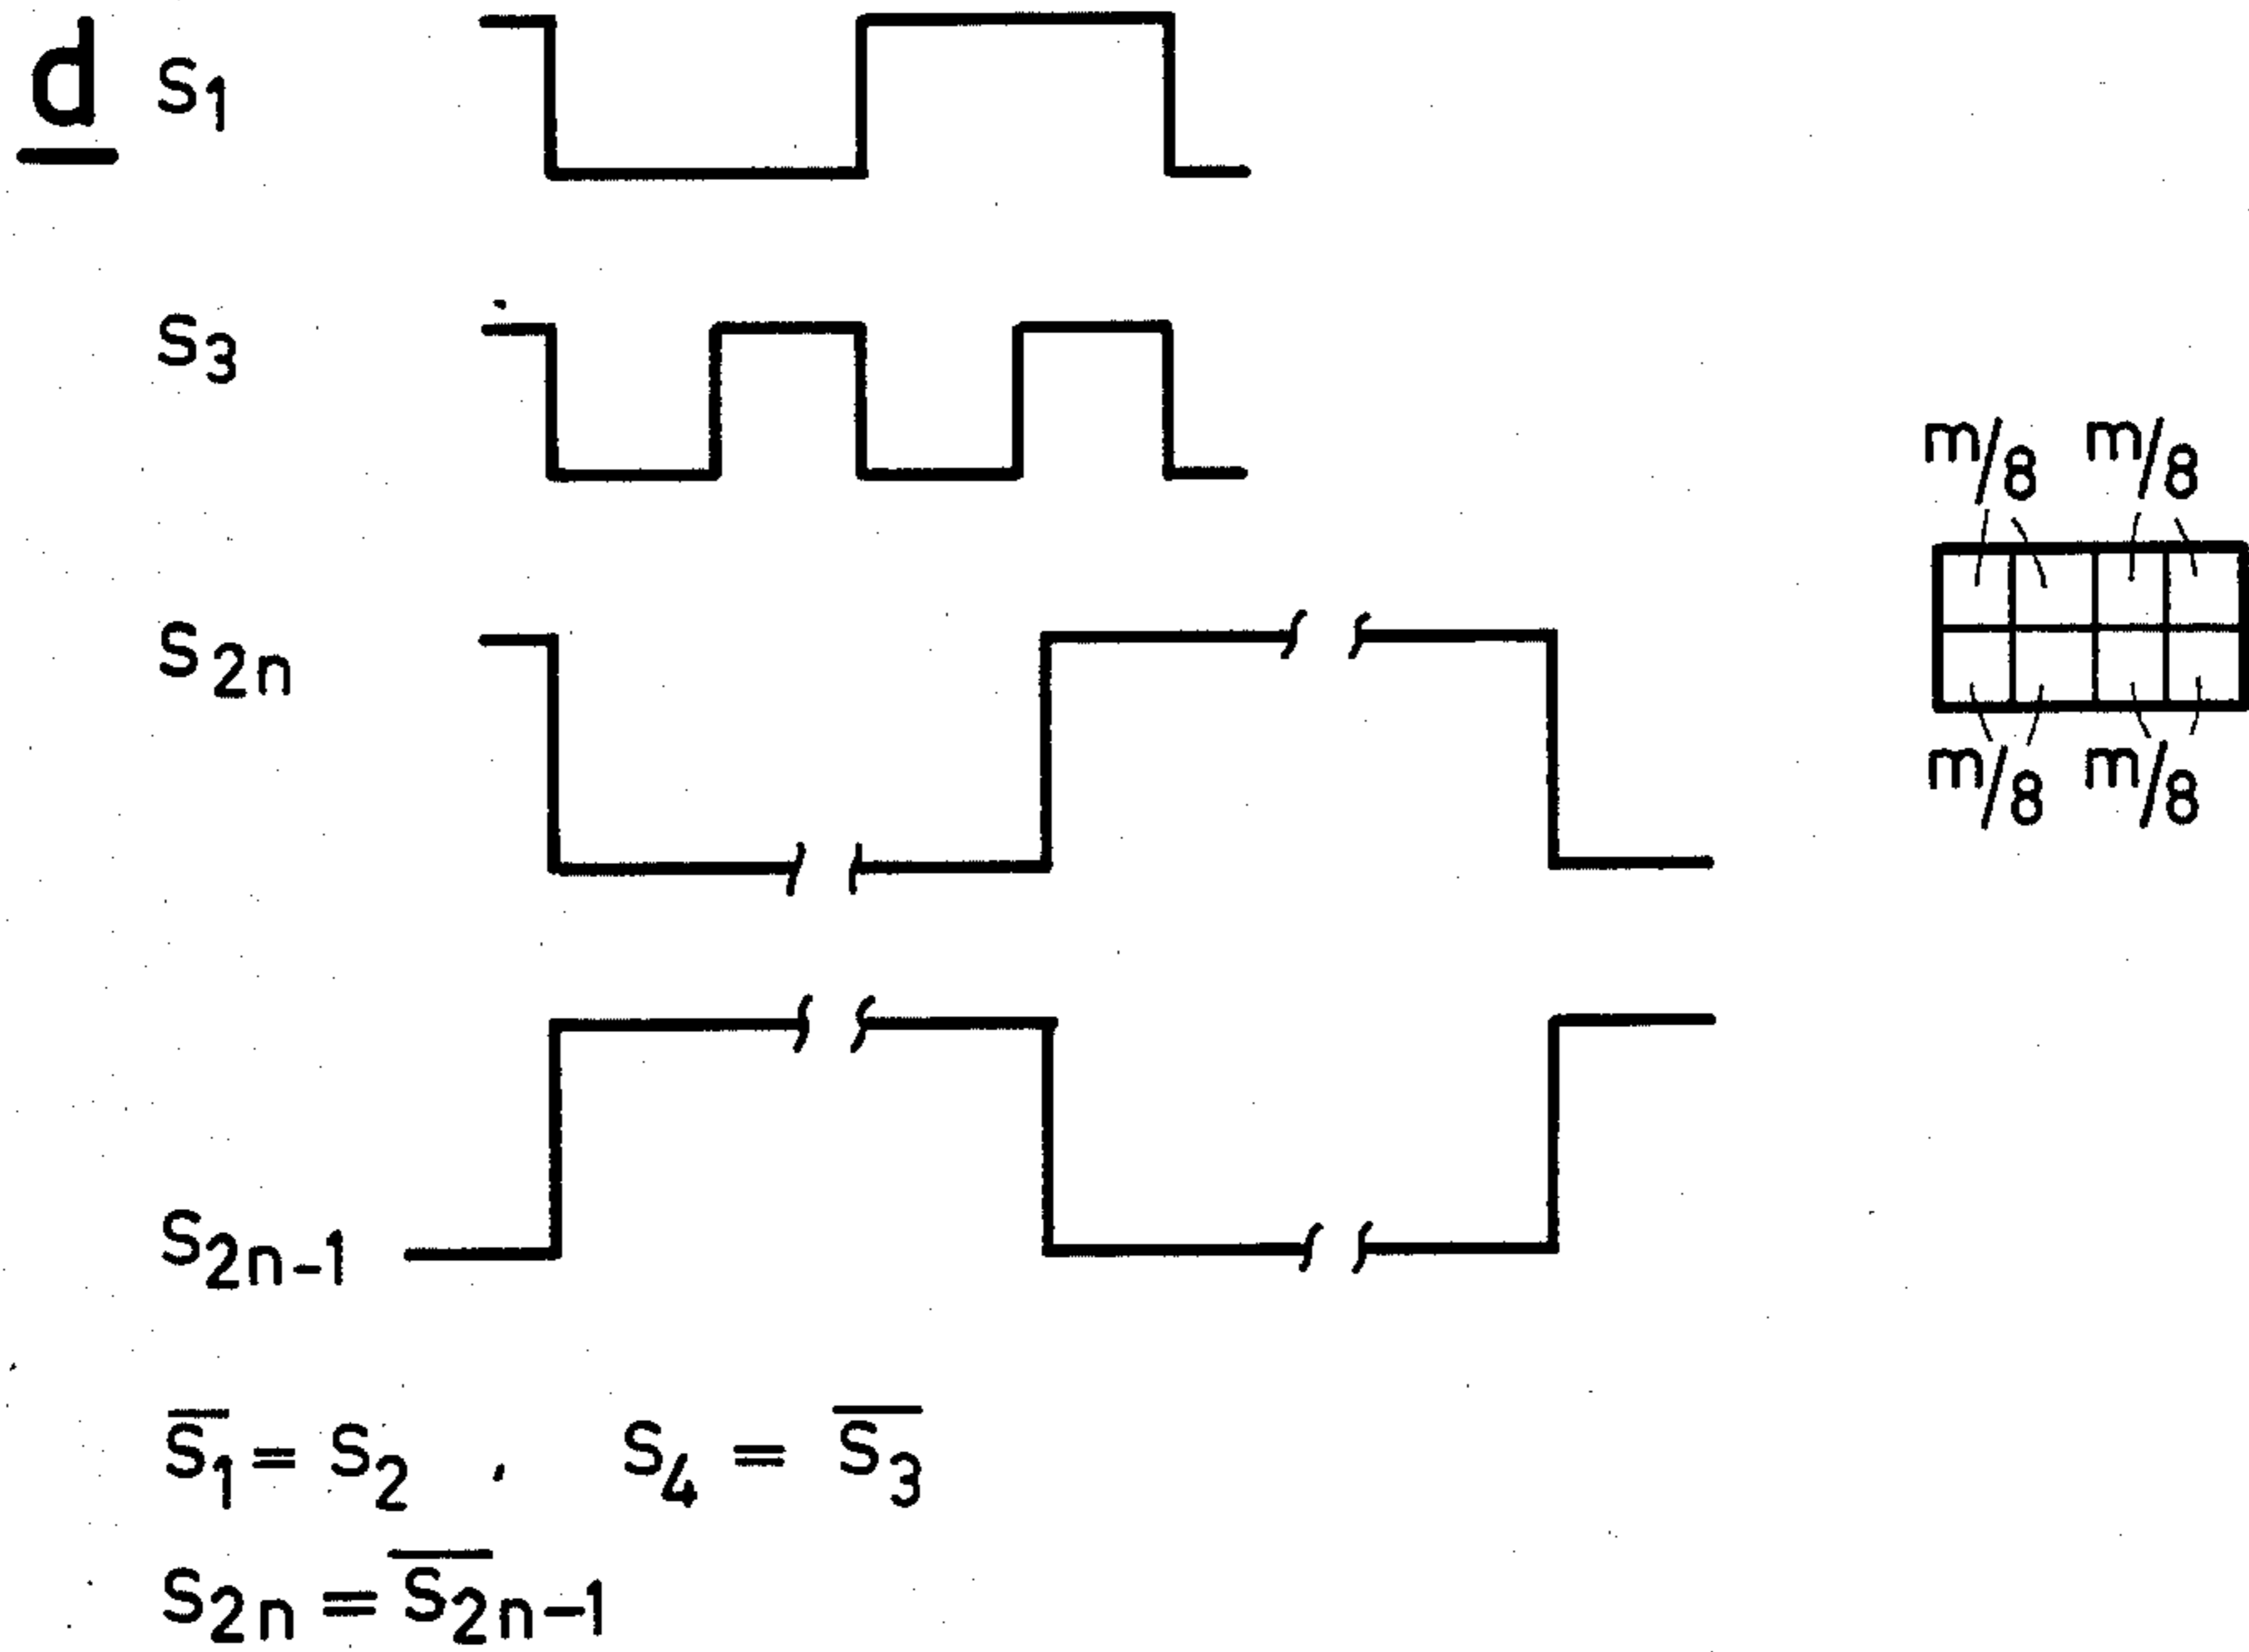 d S₁
S₃
m/8 m/8
S₂ₙ
m/8 m/8
S₂ₙ₋₁
S̅₁ = S₂ , S₄ = S̅₃
S₂ₙ = S̅₂ₙ₋₁